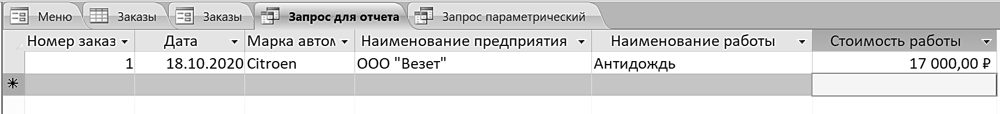 Меню Заказы Заказы Запрос для отчета Запрос параметрический
Номер заказ Дата Марка автом Наименование предприятия Наименование работы Стоимость работы
1 18.10.2020 Citroen ООО "Везет" Антидождь 17 000,00 ₽